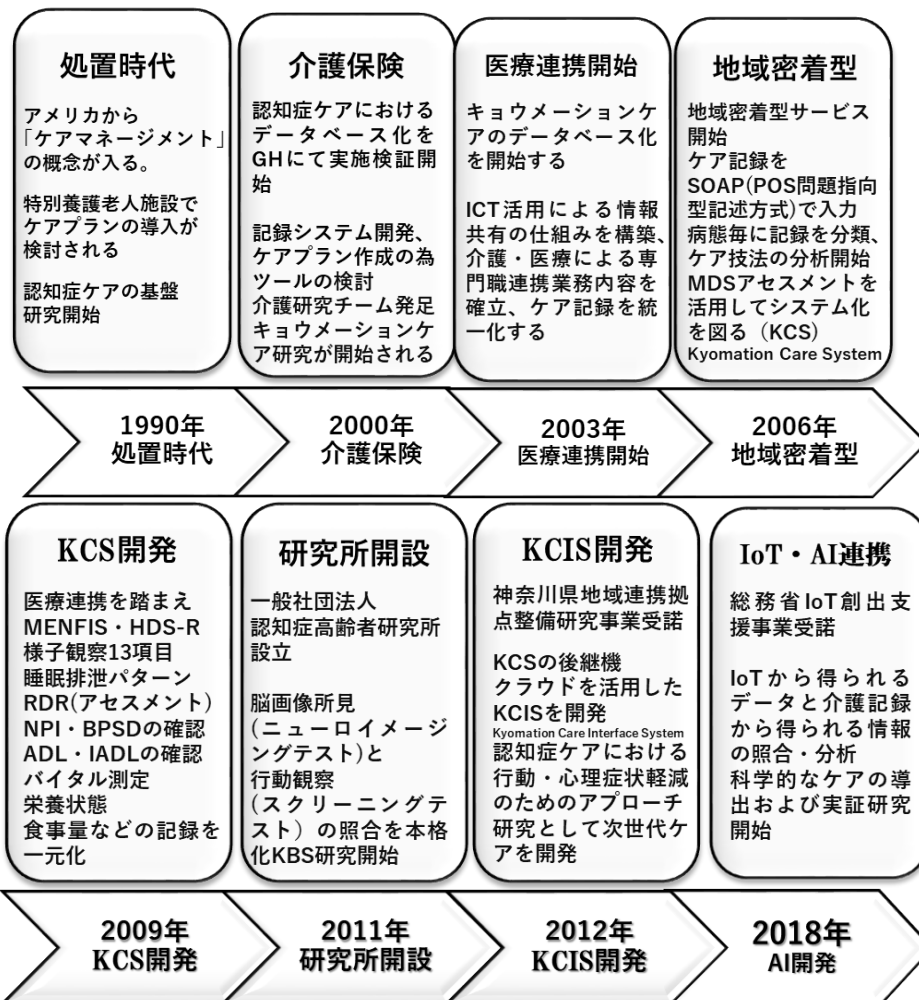 処置時代
アメリカから
「ケアマネージメント」
の概念が入る。
特別養護老人施設で
ケアプランの導入が
検討される
認知症ケアの基盤
研究開始
介護保険
認知症ケアにおける
データベース化を
GHにて実施検証開
始
記録システム開発、
ケアプラン作成の為
ツールの検討
介護研究チーム発足
キョウメーションケ
ア研究が開始される
医療連携開始
キョウメーションケ
アのデータベース化
を開始する
ICT活用による情報
共有の仕組みを構築、
介護・医療による専
門職連携業務内容を
確立、ケア記録を統
一化する
地域密着型
地域密着型サービス
開始
ケア記録を
SOAP(POS問題指向
型記述方式)で入力
病態毎に記録を分類、
ケア技法の分析開始
MDSアセスメントを
活用してシステム化
を図る（KCS）
Kyomation Care System
1990年
処置時代
2000年
介護保険
2003年
医療連携開始
2006年
地域密着型
KCS開発
医療連携を踏まえ
MENFIS・HDS-R
様子観察13項目
睡眠排泄パターン
RDR(アセスメント)
NPI・BPSDの確認
ADL・IADLの確認
バイタル測定
栄養状態
食事量などの記録を
一元化
研究所開設
一般社団法人
認知症高齢者研究所
設立
脳画像所見
(ニューロイメージ
ングテスト)と
行動観察
(スクリーニングテ
スト）の照合を本格
化KBS研究開始
KCIS開発
神奈川県地域連携拠
点整備研究事業受諾
KCSの後継機
クラウドを活用した
KCISを開発
Kyomation Care Interface System
認知症ケアにおける
行動・心理症状軽減
のためのアプローチ
研究として次世代ケ
アを開発
IoT・AI連携
総務省IoT創出支
援事業受諾
IoTから得られる
データと介護記録
から得られる情報
の照合・分析
科学的なケアの導
出および実証研究
開始
2009年
KCS開発
2011年
研究所開設
2012年
KCIS開発
2018年
AI開発